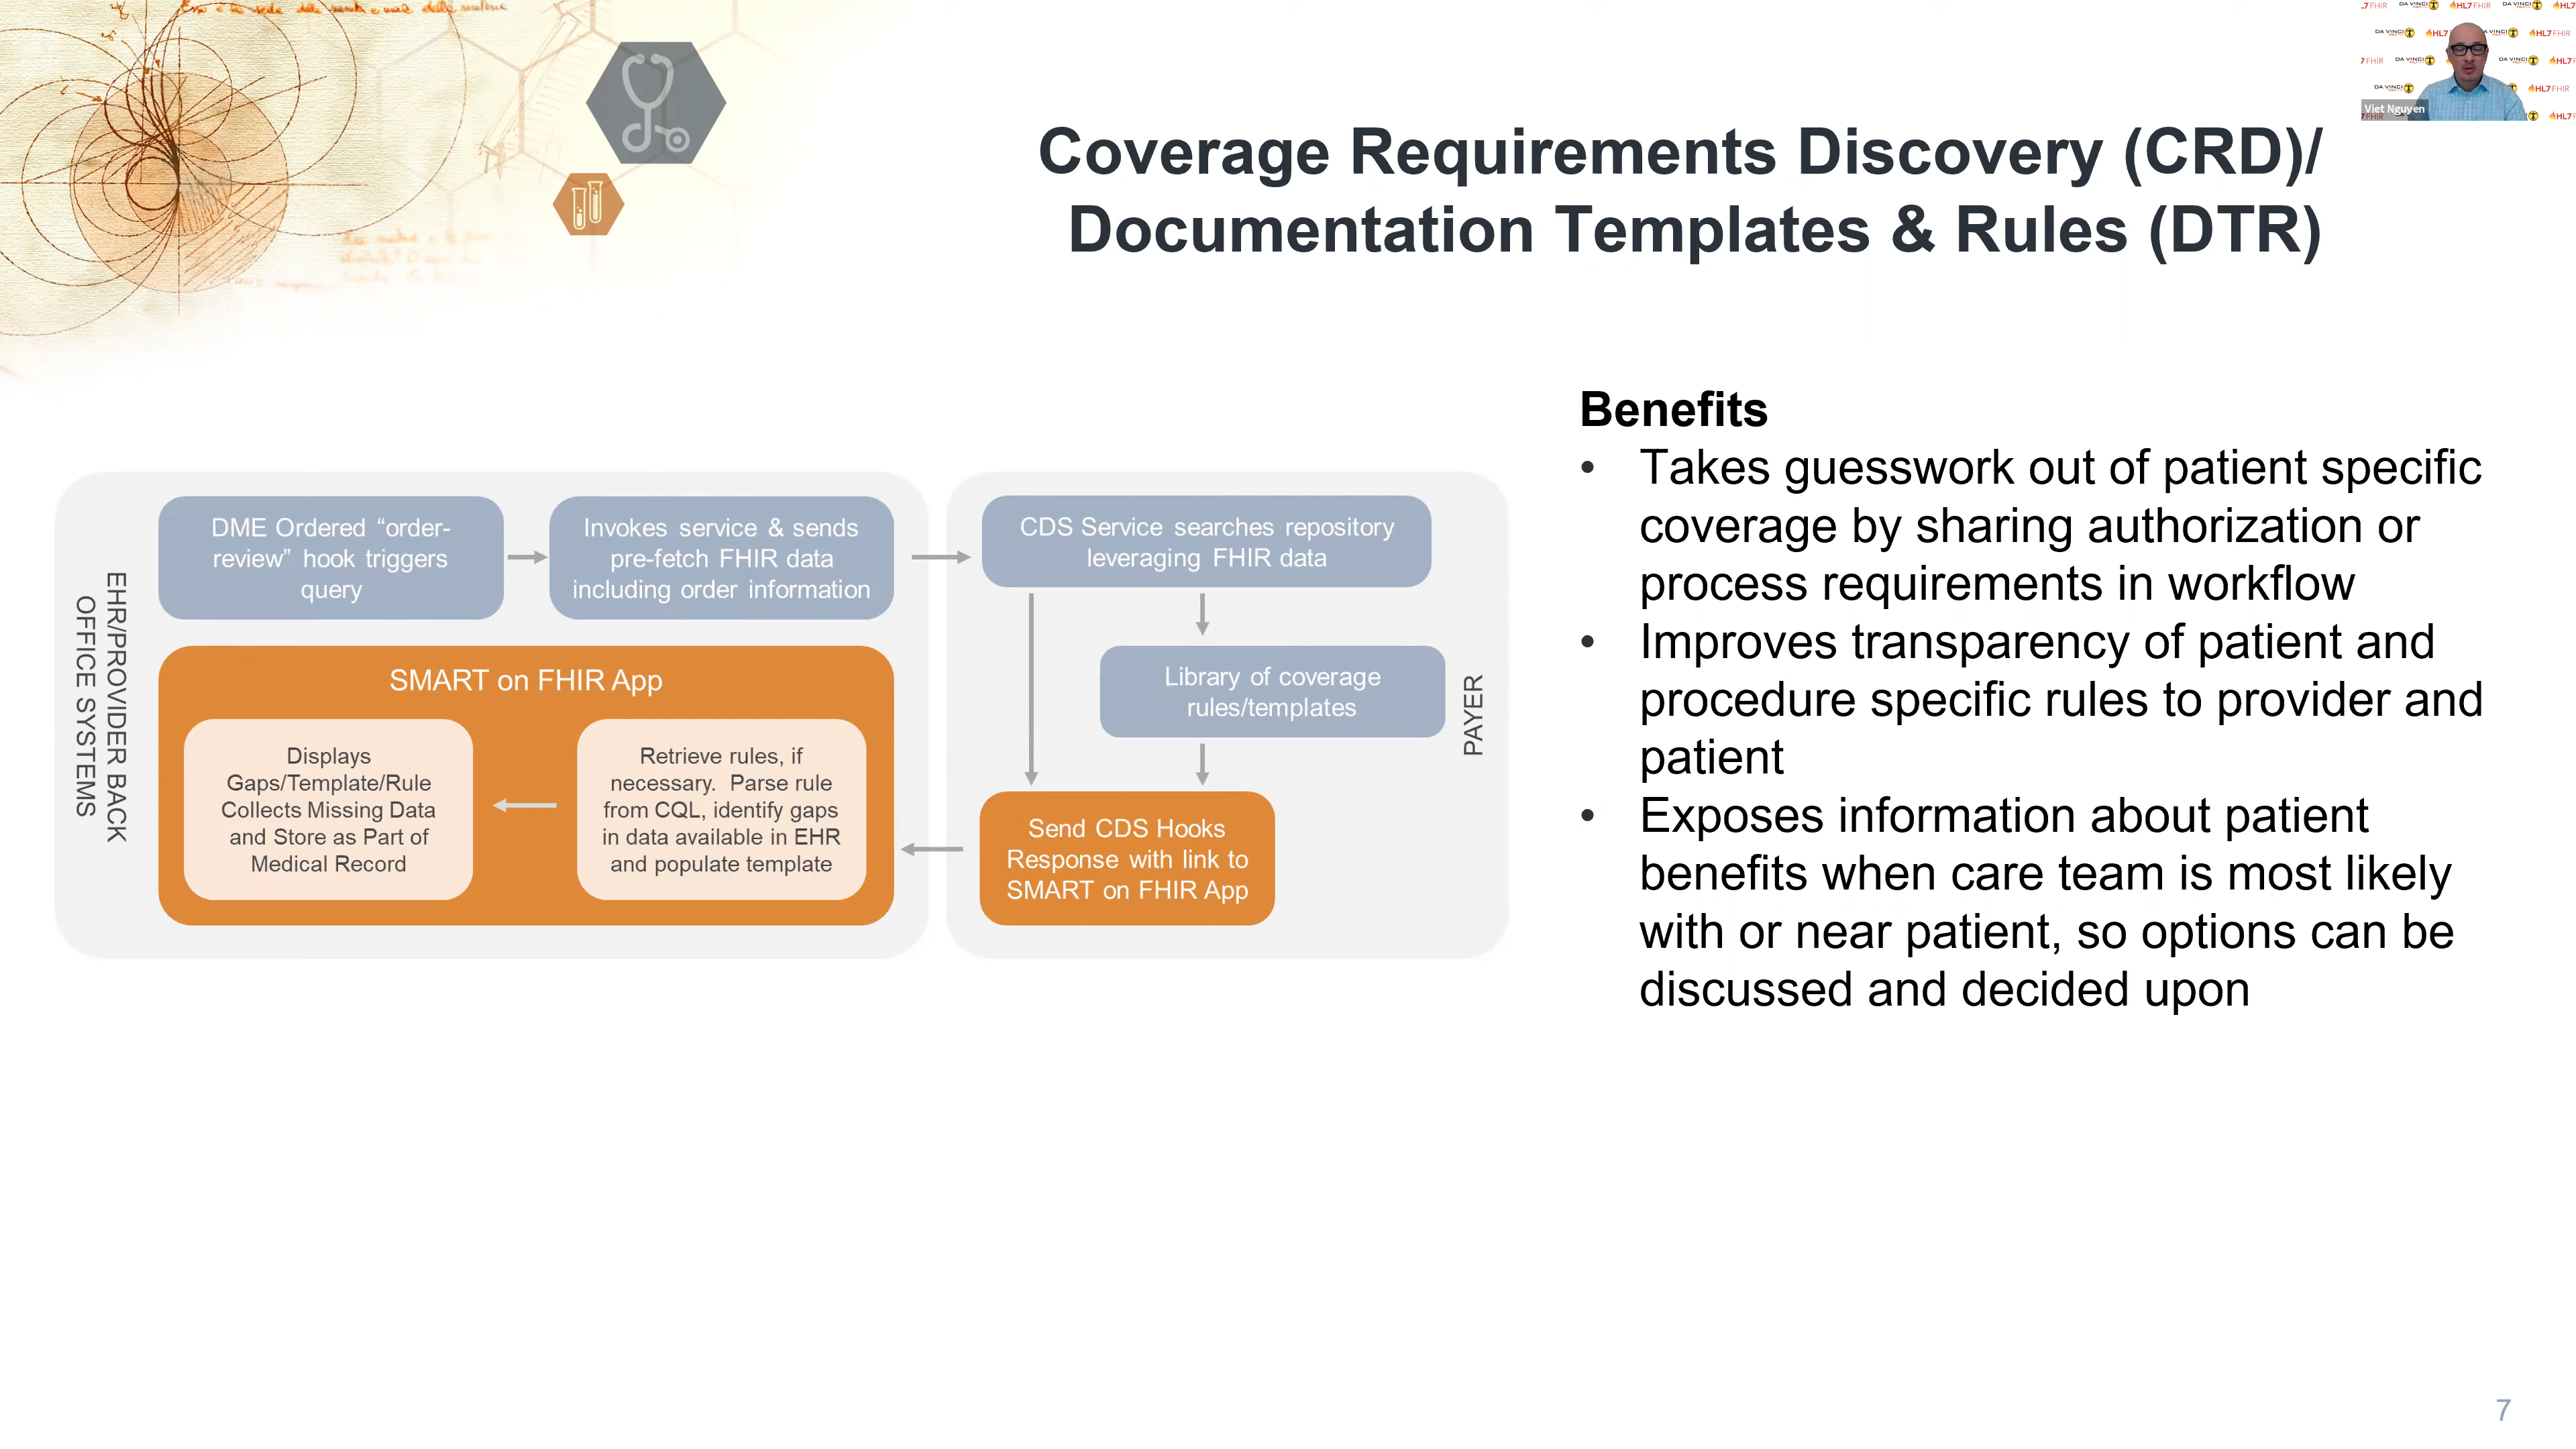 Viet Nguyen
Coverage Requirements Discovery (CRD)/
Documentation Templates & Rules (DTR)
EHR/PROVIDER BACK
OFFICE SYSTEMS
DME Ordered “order-
review” hook triggers
query
Invokes service & sends
pre-fetch FHIR data
including order information
SMART on FHIR App
Displays
Gaps/Template/Rule
Collects Missing Data
and Store as Part of
Medical Record
Retrieve rules, if
necessary. Parse rule
from CQL, identify gaps
in data available in EHR
and populate template
CDS Service searches repository
leveraging FHIR data
Library of coverage
rules/templates
Send CDS Hooks
Response with link to
SMART on FHIR App
PAYER
Benefits
• Takes guesswork out of patient specific
coverage by sharing authorization or
process requirements in workflow
• Improves transparency of patient and
procedure specific rules to provider and
patient
• Exposes information about patient
benefits when care team is most likely
with or near patient, so options can be
discussed and decided upon
7